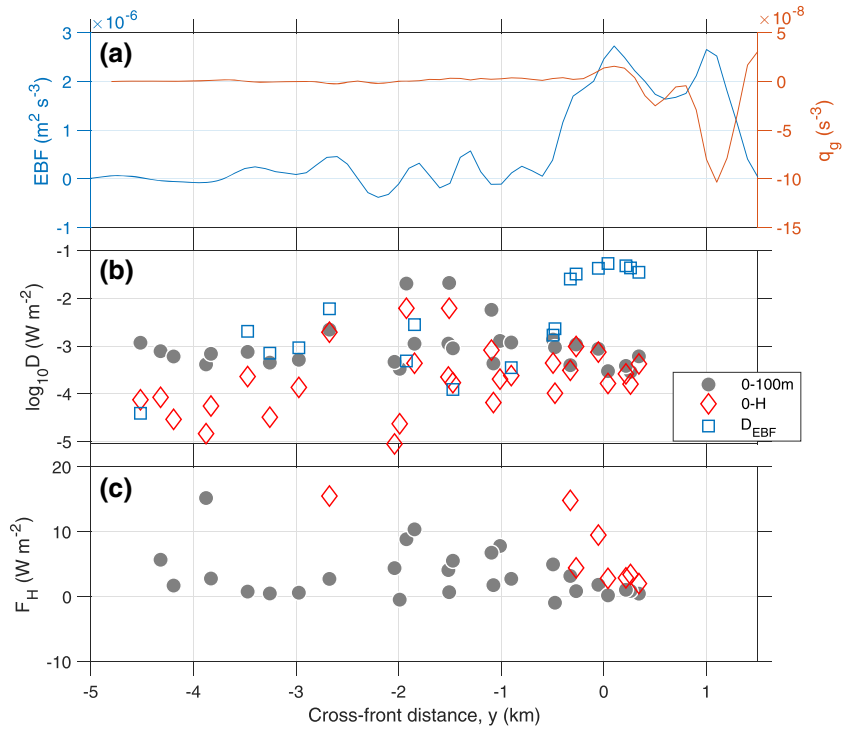 ×10⁻⁶
×10⁻⁸
(a)
3
2
1
0
-1
EBF (m² s⁻³)
5
0
-5
-10
-15
q_g (s⁻³)
(b)
-1
-2
-3
-4
-5
log₁₀D (W m⁻²)
0-100m
0-H
D_EBF
(c)
20
10
0
-10
F_H (W m⁻²)
-5 -4 -3 -2 -1 0 1
Cross-front distance, y (km)